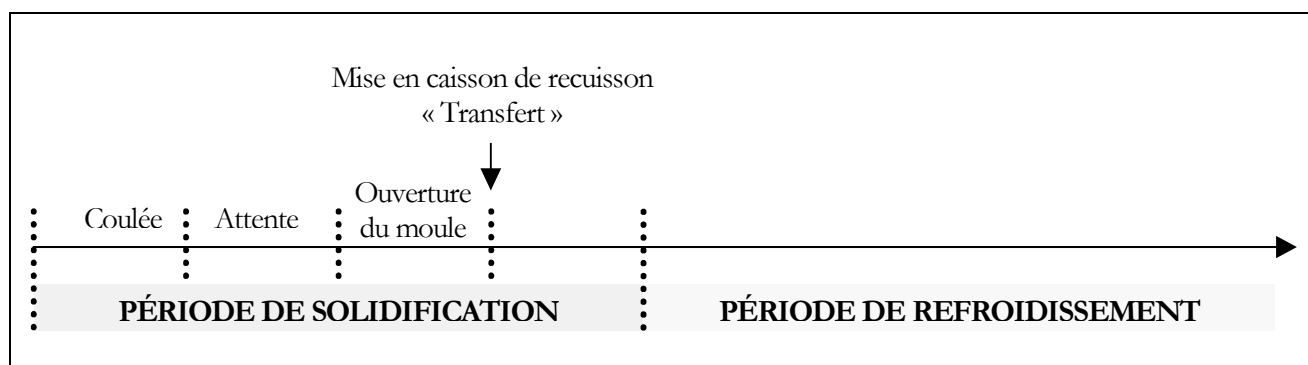 Mise en caisson de recuisson
« Transfert »
Coulée
Attente
Ouverture
du moule
PÉRIODE DE SOLIDIFICATION
PÉRIODE DE REFROIDISSEMENT